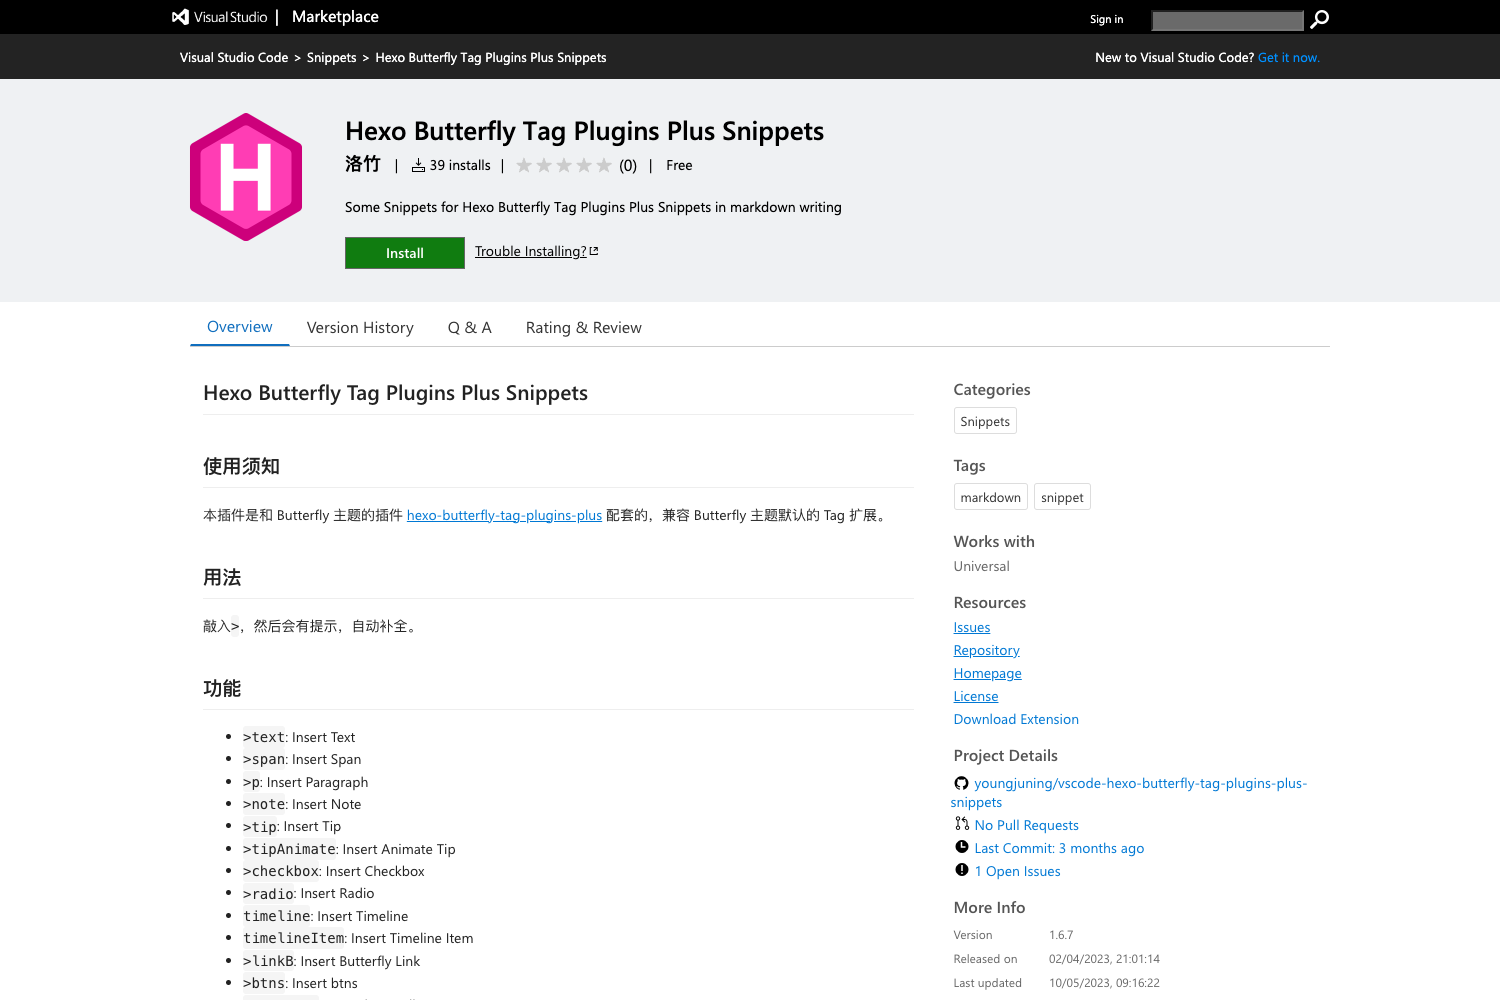 Visual Studio | Marketplace
Sign in
Visual Studio Code > Snippets > Hexo Butterfly Tag Plugins Plus Snippets
New to Visual Studio Code? Get it now.
H
Hexo Butterfly Tag Plugins Plus Snippets
洛竹 | 39 installs | (0) | Free
Some Snippets for Hexo Butterfly Tag Plugins Plus Snippets in markdown writing
Install
Trouble Installing?
Overview
Version History
Q & A
Rating & Review
Hexo Butterfly Tag Plugins Plus Snippets
使用须知
本插件是和 Butterfly 主题的插件 hexo-butterfly-tag-plugins-plus 配套的，兼容 Butterfly 主题默认的 Tag 扩展。
用法
敲入>，然后会有提示，自动补全。
功能
>text: Insert Text
>span: Insert Span
>p: Insert Paragraph
>note: Insert Note
>tip: Insert Tip
>tipAnimate: Insert Animate Tip
>checkbox: Insert Checkbox
>radio: Insert Radio
timeline: Insert Timeline
timelineItem: Insert Timeline Item
>linkB: Insert Butterfly Link
>btns: Insert btns
Categories
Snippets
Tags
markdown
snippet
Works with
Universal
Resources
Issues
Repository
Homepage
License
Download Extension
Project Details
youngjuning/vscode-hexo-butterfly-tag-plugins-plus-
snippets
No Pull Requests
Last Commit: 3 months ago
1 Open Issues
More Info
Version 1.6.7
Released on 02/04/2023, 21:01:14
Last updated 10/05/2023, 09:16:22